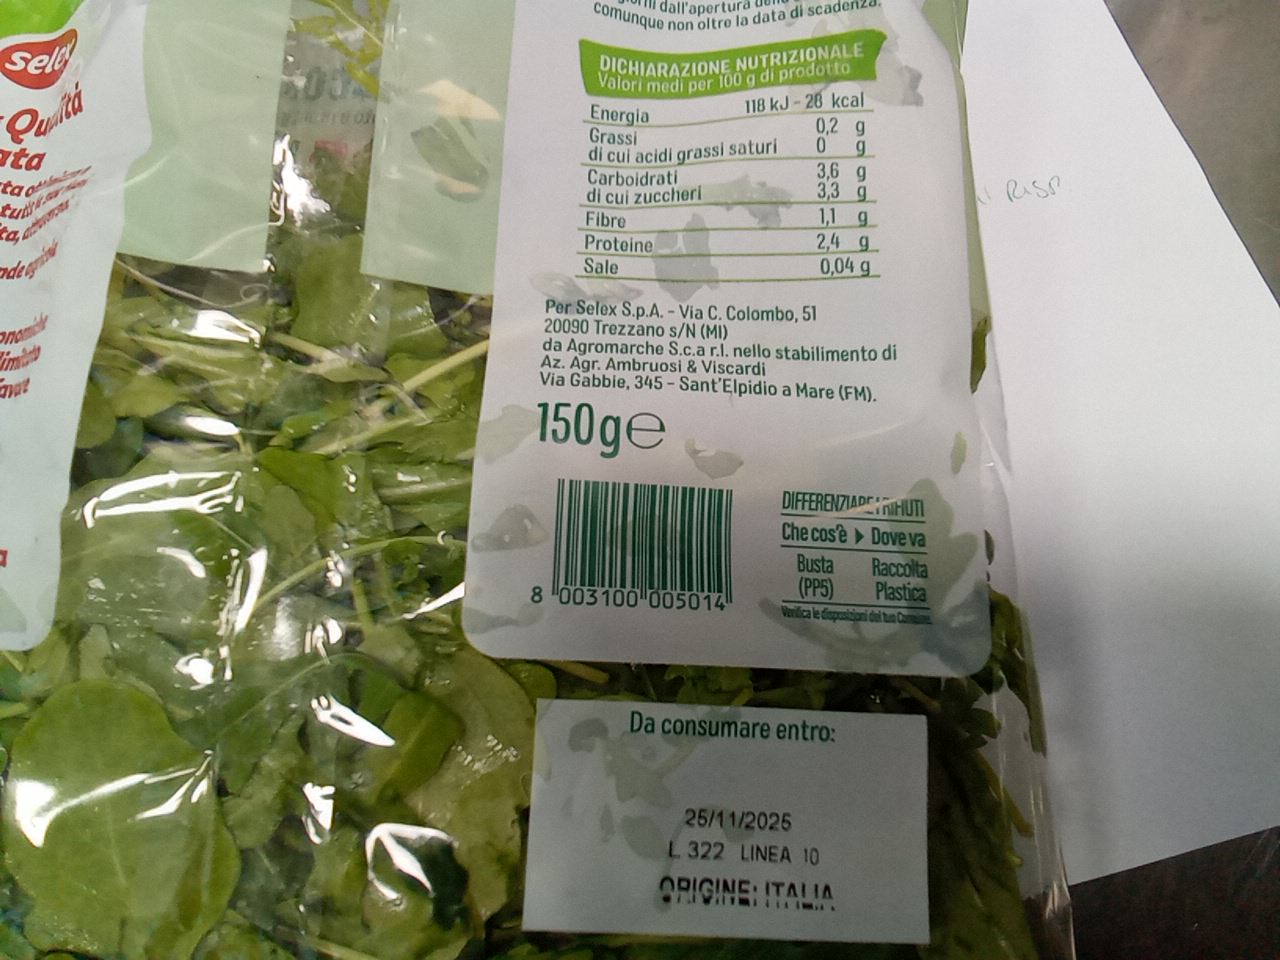 selex
Qualità
dall'apertura
comunque non oltre la data di scadenza.
DICHIARAZIONE NUTRIZIONALE
Valori medi per 100 g di prodotto
Energia 118 kJ - 28 kcal
Grassi 0,2 g
di cui acidi grassi saturi 0 g
Carboidrati 3,6 g
di cui zuccheri 3,3 g
Fibre 1,1 g
Proteine 2,4 g
Sale 0,04 g
Per Selex S.p.A. - Via C. Colombo, 51
20090 Trezzano s/N (MI)
da Agromarche S.c.a r.l. nello stabilimento di
Az. Agr. Ambruosi & Viscardi
Via Gabbie, 345 - Sant'Elpidio a Mare (FM).
150g e
8 003100 005014
DIFFERENZIARE I RIFIUTI
Che cos'è ▸ Dove va
Busta Raccolta
(PP5) Plastica
Verifica le disposizioni del tuo Comune.
Da consumare entro:
25/11/2025
L 322 LINEA 10
ORIGINE: ITALIA